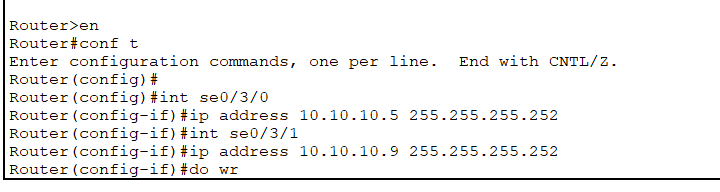 Router>en
Router#conf t
Enter configuration commands, one per line.  End with CNTL/Z.
Router(config)#
Router(config)#int se0/3/0
Router(config-if)#ip address 10.10.10.5 255.255.255.252
Router(config-if)#int se0/3/1
Router(config-if)#ip address 10.10.10.9 255.255.255.252
Router(config-if)#do wr